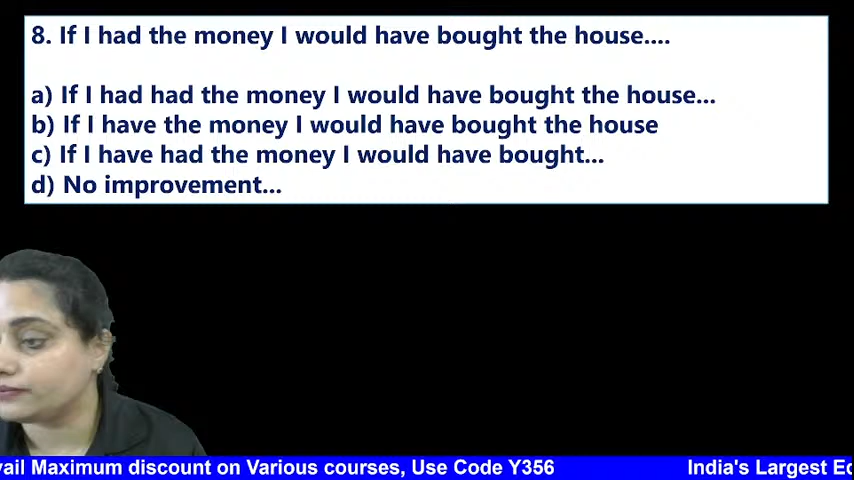 8. If I had the money I would have bought the house....
a) If I had had the money I would have bought the house...
b) If I have the money I would have bought the house
c) If I have had the money I would have bought...
d) No improvement...
vail Maximum discount on Various courses, Use Code Y356
India's Largest Ec